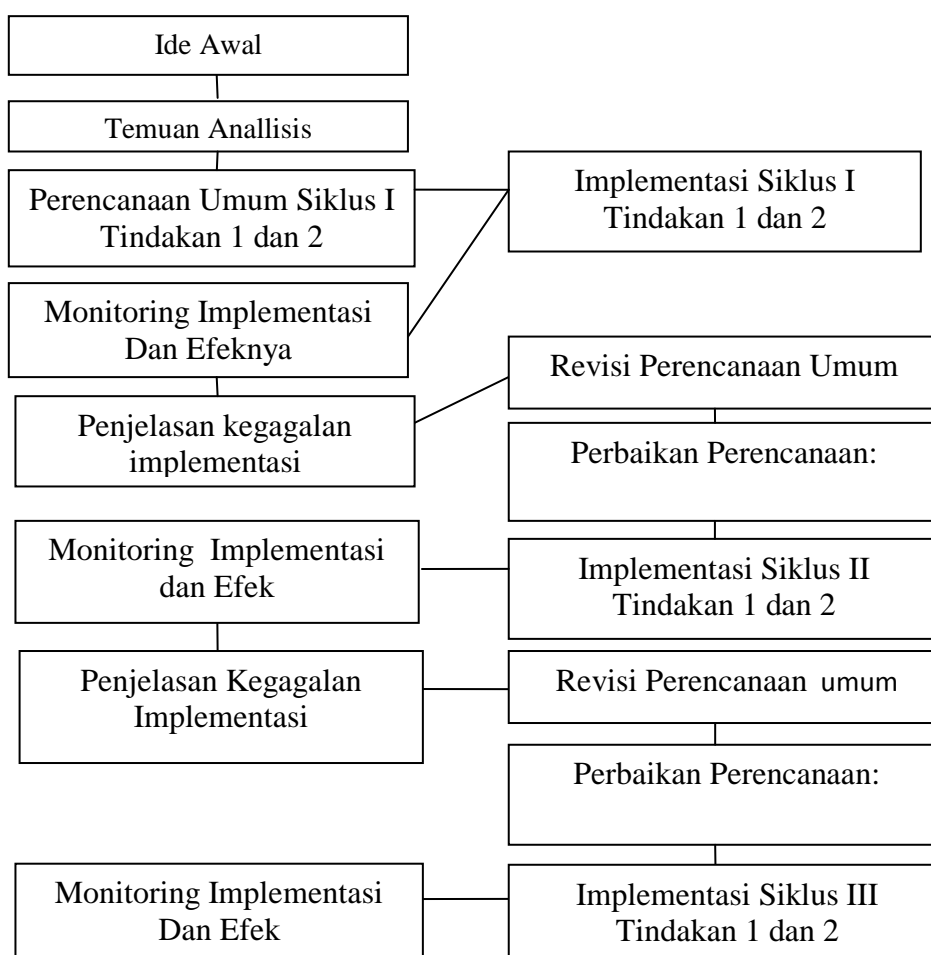 Ide Awal
Temuan Anallisis
Perencanaan Umum Siklus I
Tindakan 1 dan 2
Implementasi Siklus I
Tindakan 1 dan 2
Monitoring Implementasi
Dan Efeknya
Penjelasan kegagalan
implementasi
Revisi Perencanaan Umum
Perbaikan Perencanaan:
Implementasi Siklus II
Tindakan 1 dan 2
Monitoring Implementasi
dan Efek
Penjelasan Kegagalan
Implementasi
Revisi Perencanaan umum
Perbaikan Perencanaan:
Implementasi Siklus III
Tindakan 1 dan 2
Monitoring Implementasi
Dan Efek